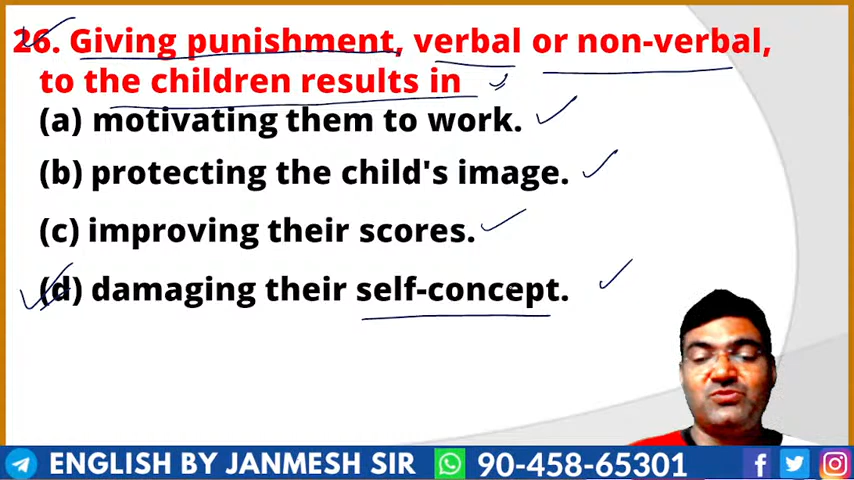 26. Giving punishment, verbal or non-verbal,
to the children results in
(a) motivating them to work.
(b) protecting the child's image.
(c) improving their scores.
(d) damaging their self-concept.
ENGLISH BY JANMESH SIR 90-458-65301